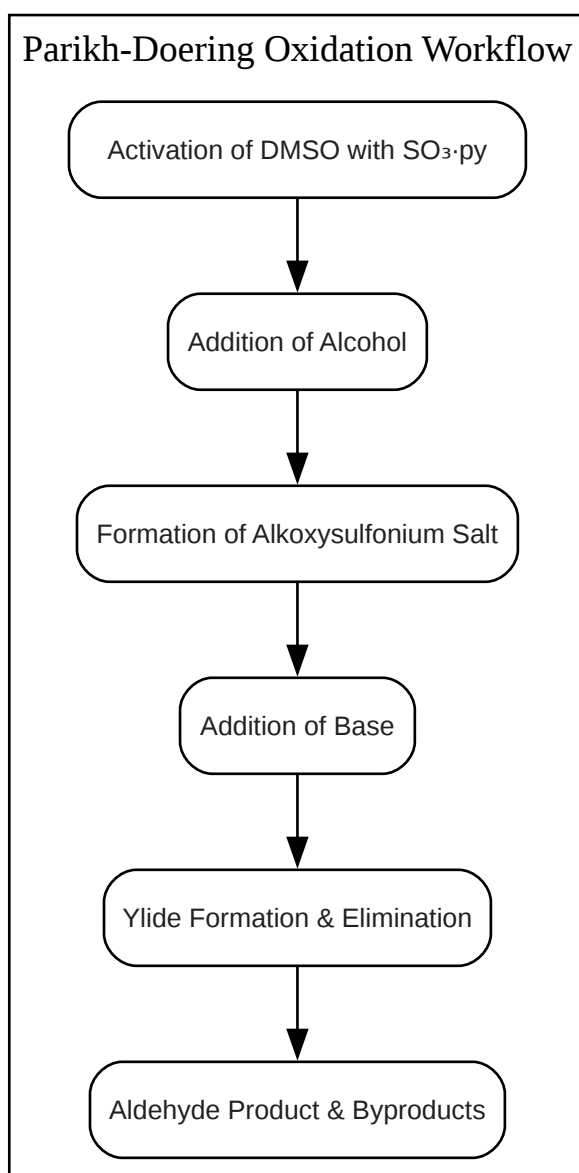 Parikh-Doering Oxidation Workflow
Activation of DMSO with SO₃·py
Addition of Alcohol
Formation of Alkoxysulfonium Salt
Addition of Base
Ylide Formation & Elimination
Aldehyde Product & Byproducts